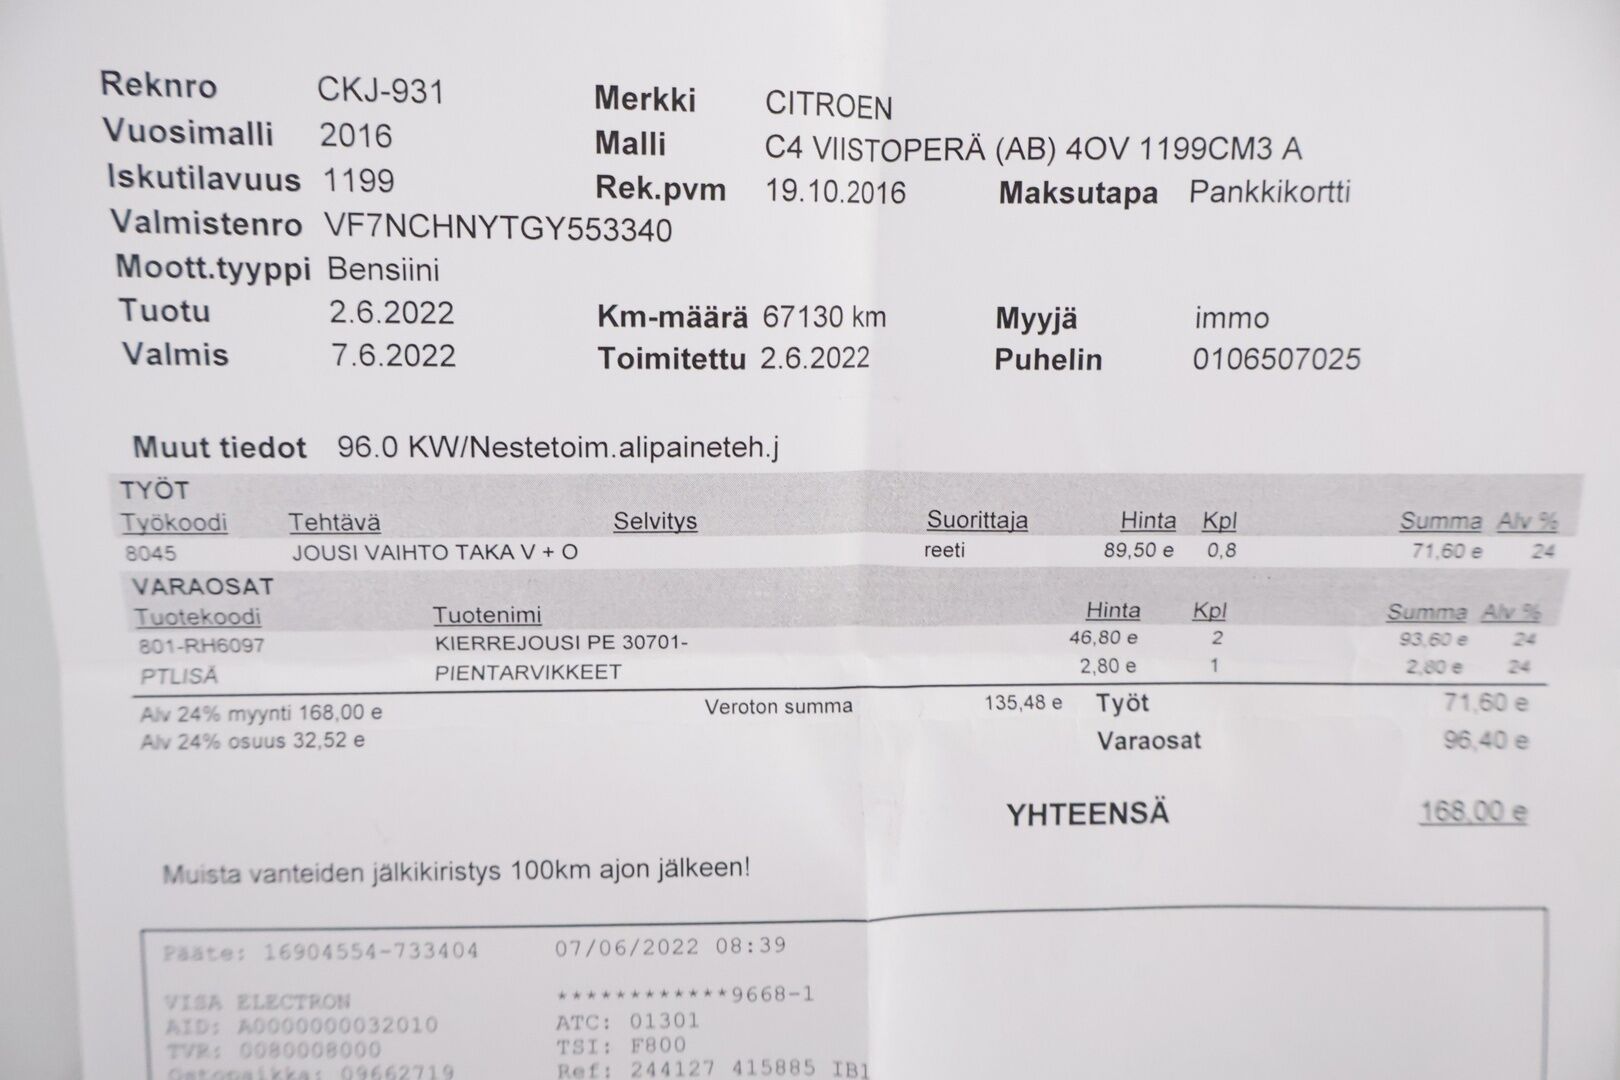 Reknro CKJ-931 Merkki CITROEN
Vuosimalli 2016 Malli C4 VIISTOPERÄ (AB) 4OV 1199CM3 A
Iskutilavuus 1199 Rek.pvm 19.10.2016 Maksutapa Pankkikortti
Valmistenro VF7NCHNYTGY553340
Moott.tyyppi Bensiini
Tuotu 2.6.2022 Km-määrä 67130 km Myyjä immo
Valmis 7.6.2022 Toimitettu 2.6.2022 Puhelin 0106507025
Muut tiedot 96.0 KW/Nestetoim.alipaineteh.j
TYÖT
Työkoodi Tehtävä Selvitys Suorittaja Hinta Kpl Summa Alv %
8045 JOUSI VAIHTO TAKA V + O reeti 89,50 e 0,8 71,60 e 24
VARAOSAT
Tuotekoodi Tuotenimi Hinta Kpl Summa Alv %
801-RH6097 KIERREJOUSI PE 30701- 46,80 e 2 93,60 e 24
PTLISÄ PIENTARVIKKEET 2,80 e 1 2,80 e 24
Alv 24% myynti 168,00 e Veroton summa 135,48 e Työt 71,60 e
Alv 24% osuus 32,52 e Varaosat 96,40 e
YHTEENSÄ 168,00 e
Muista vanteiden jälkikiristys 100km ajon jälkeen!
Pääte: 16904554-733404 07/06/2022 08:39
VISA ELECTRON ************9668-1
AID: A0000000032010 ATC: 01301
TVR: 0080008000 TSI: F800
Ostopaikka: 09662719 Ref: 244127 415885 IB1